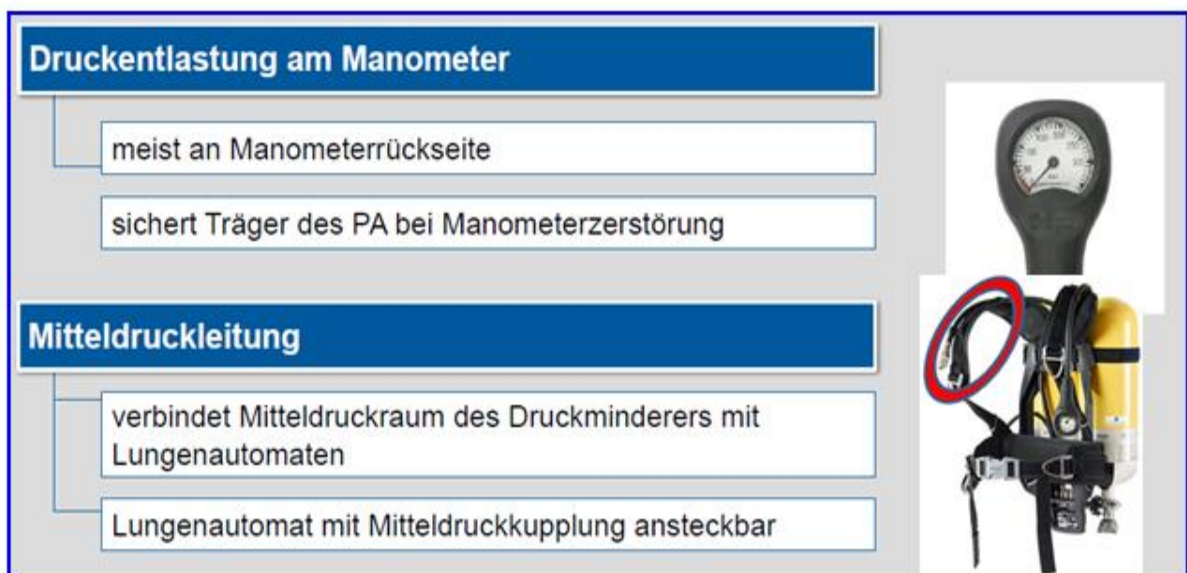 Druckentlastung am Manometer
meist an Manometerrückseite
sichert Träger des PA bei Manometerzerstörung
Mitteldruckleitung
verbindet Mitteldruckraum des Druckminderers mit
Lungenautomaten
Lungenautomat mit Mitteldruckkupplung ansteckbar